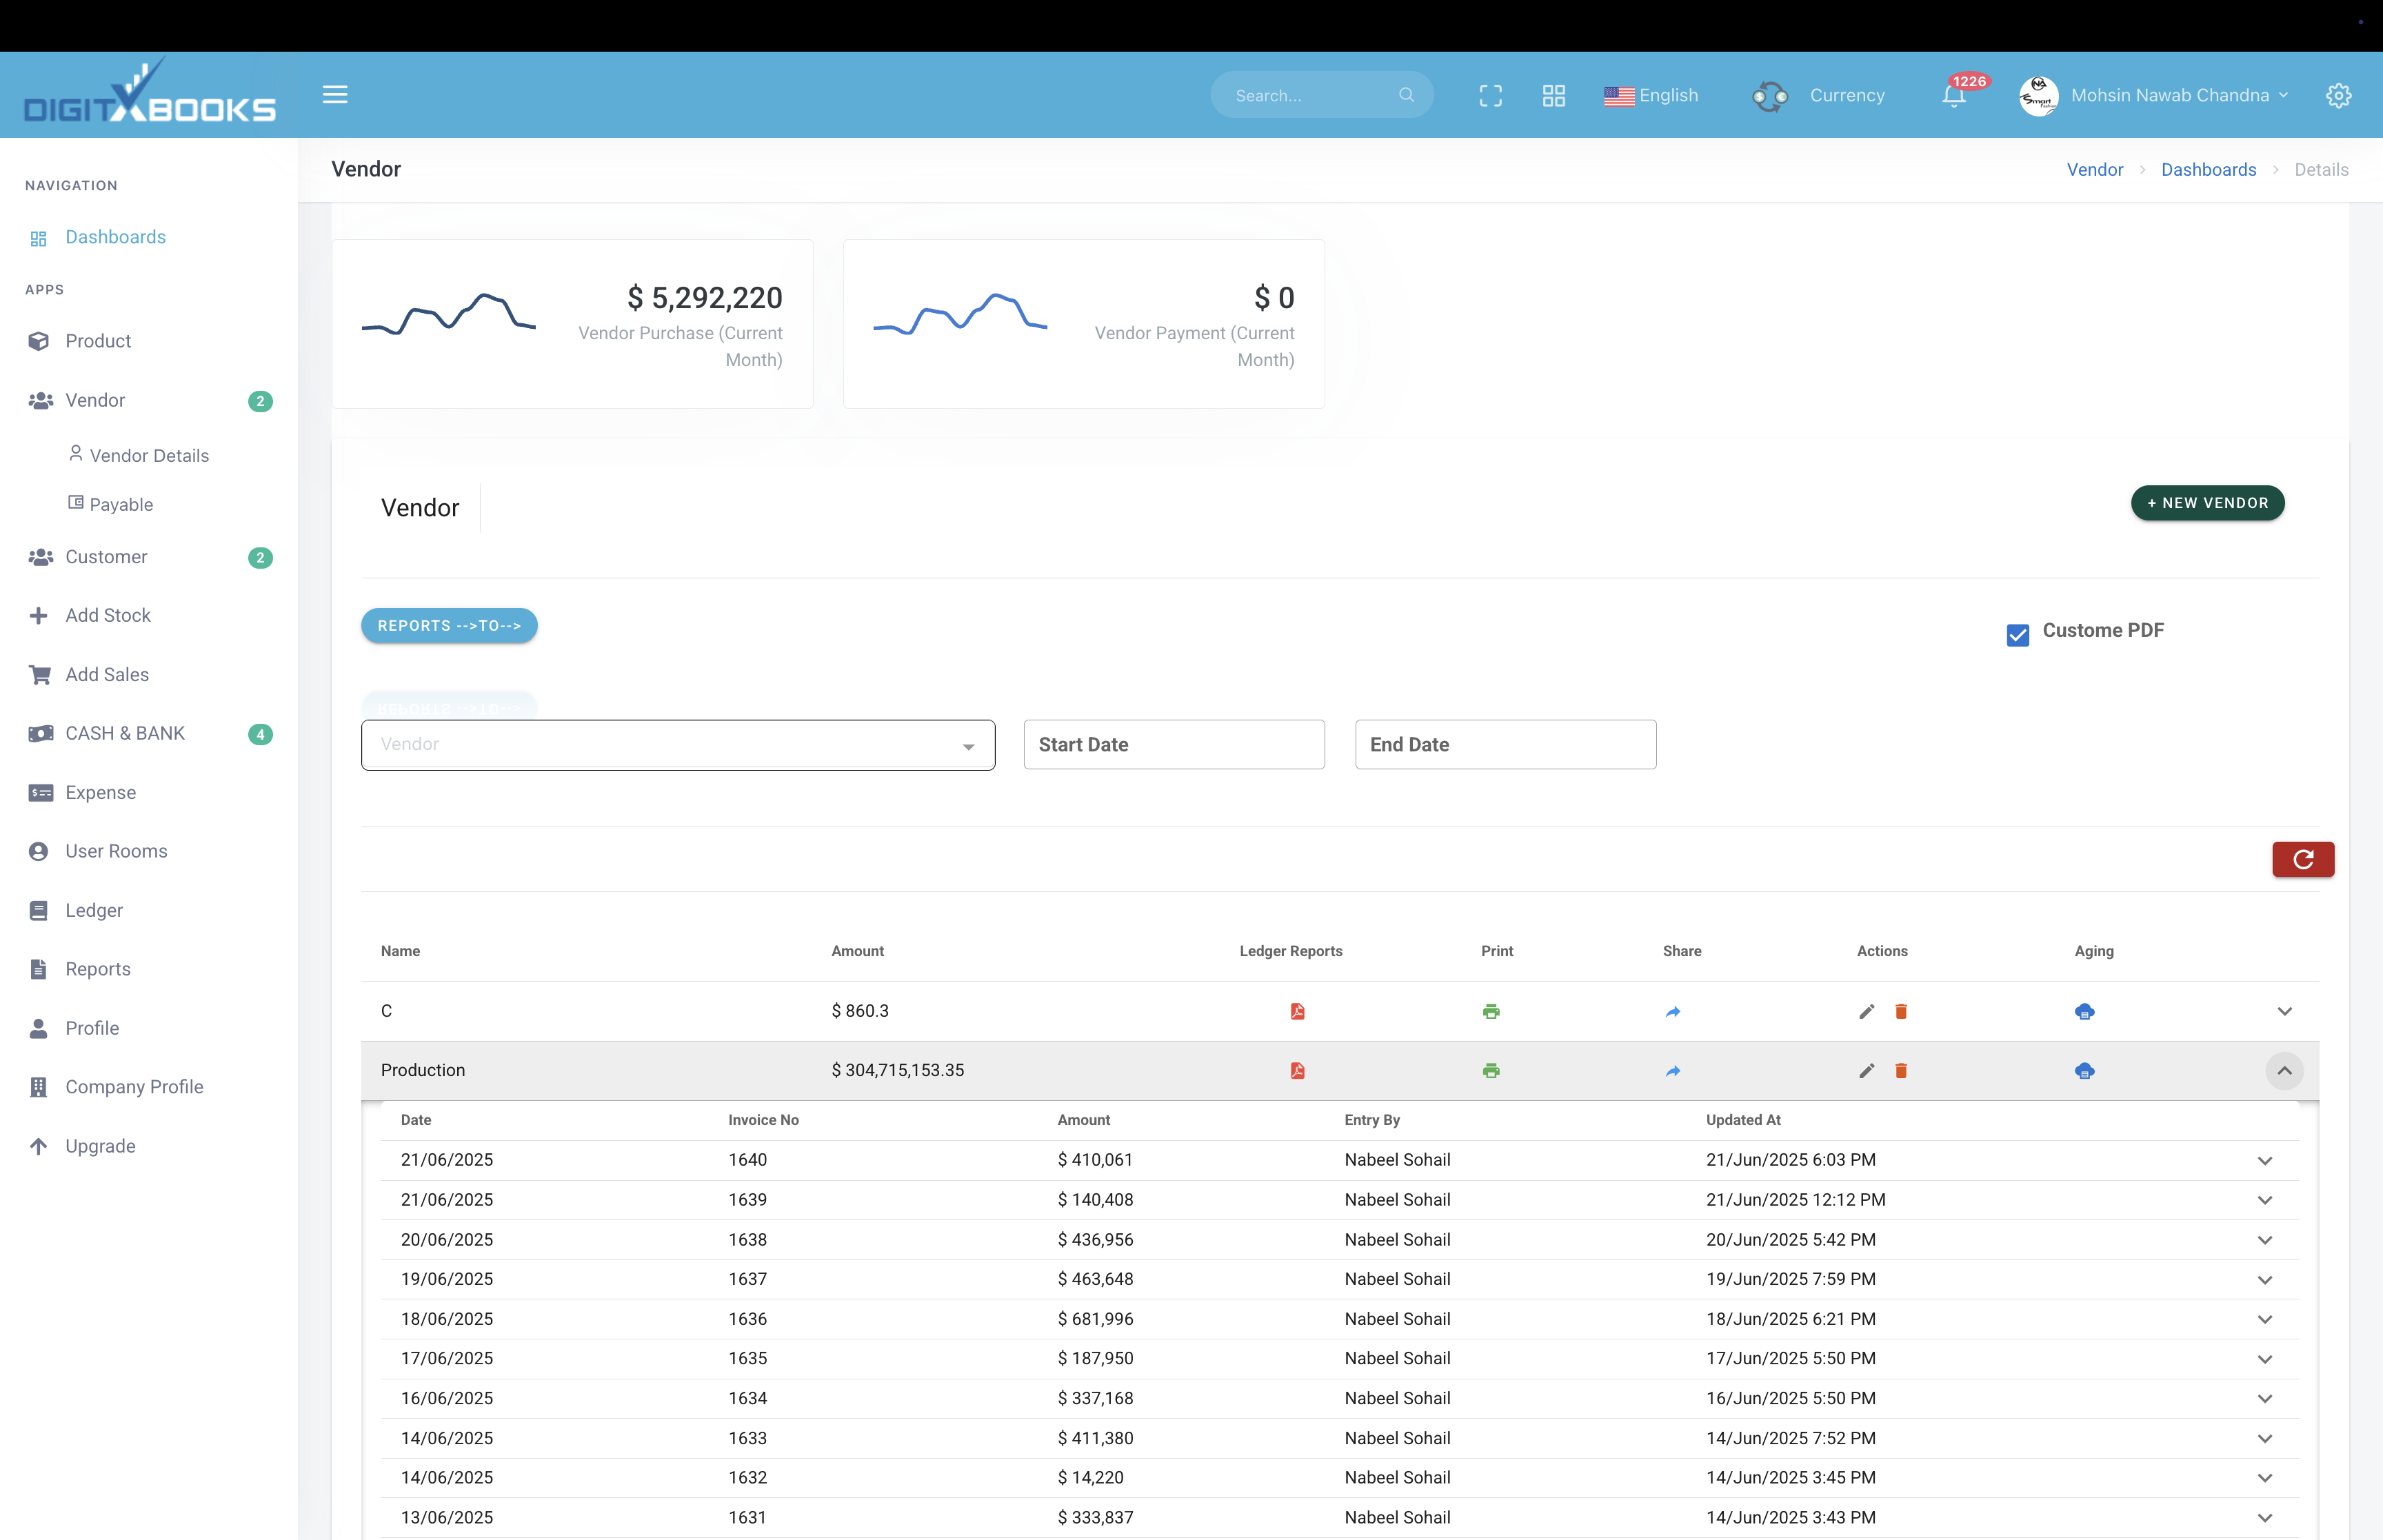 DIGITXBOOKS
Search...
English
Currency
1226
NA
Smart
Mohsin Nawab Chandna
NAVIGATION
Dashboards
APPS
Product
Vendor 2
Vendor Details
Payable
Customer 2
Add Stock
Add Sales
CASH & BANK 4
Expense
User Rooms
Ledger
Reports
Profile
Company Profile
Upgrade
Vendor
Vendor > Dashboards > Details
$ 5,292,220
Vendor Purchase (Current
Month)
$ 0
Vendor Payment (Current
Month)
Vendor
+ NEW VENDOR
REPORTS -->TO-->
Custome PDF
REPORTS -->TO-->
Vendor
Start Date
End Date
Name Amount Ledger Reports Print Share Actions Aging
C $ 860.3
Production $ 304,715,153.35
Date Invoice No Amount Entry By Updated At
21/06/2025 1640 $ 410,061 Nabeel Sohail 21/Jun/2025 6:03 PM
21/06/2025 1639 $ 140,408 Nabeel Sohail 21/Jun/2025 12:12 PM
20/06/2025 1638 $ 436,956 Nabeel Sohail 20/Jun/2025 5:42 PM
19/06/2025 1637 $ 463,648 Nabeel Sohail 19/Jun/2025 7:59 PM
18/06/2025 1636 $ 681,996 Nabeel Sohail 18/Jun/2025 6:21 PM
17/06/2025 1635 $ 187,950 Nabeel Sohail 17/Jun/2025 5:50 PM
16/06/2025 1634 $ 337,168 Nabeel Sohail 16/Jun/2025 5:50 PM
14/06/2025 1633 $ 411,380 Nabeel Sohail 14/Jun/2025 7:52 PM
14/06/2025 1632 $ 14,220 Nabeel Sohail 14/Jun/2025 3:45 PM
13/06/2025 1631 $ 333,837 Nabeel Sohail 14/Jun/2025 3:43 PM